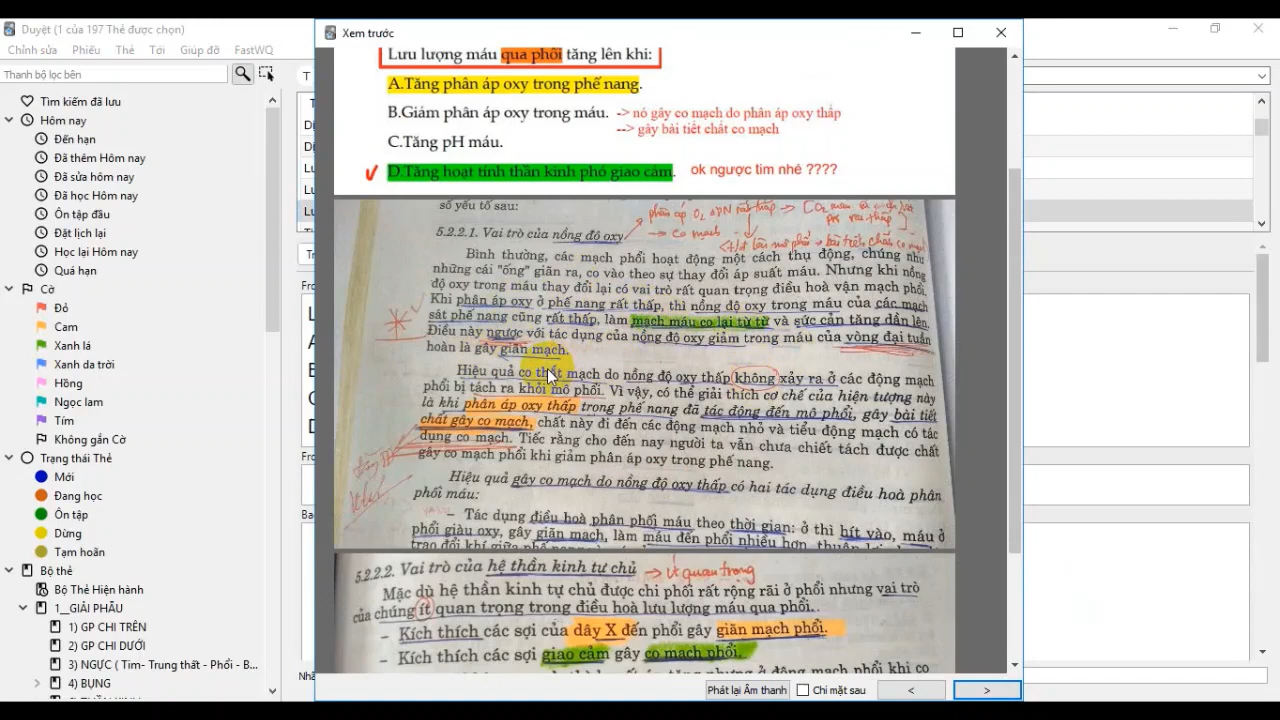 Duyệt (1 của 197 Thẻ được chọn)
Chỉnh sửa Phiếu Thẻ Tới Giúp đỡ FastWQ
Thanh bộ lọc bên
Tìm kiếm đã lưu
Hôm nay
Đến hạn
Đã thêm Hôm nay
Đã sửa hôm nay
Đã học Hôm nay
Ôn tập đầu
Đặt lịch lại
Học lại Hôm nay
Quá hạn
Cờ
Đỏ
Cam
Xanh lá
Xanh da trời
Hồng
Ngọc lam
Tím
Không gắn Cờ
Trạng thái Thẻ
Mới
Đang học
Ôn tập
Dừng
Tạm hoãn
Bộ thẻ
Bộ Thẻ Hiện hành
1__GIẢI PHẪU
1) GP CHI TRÊN
2) GP CHI DƯỚI
3) NGỰC ( Tim- Trung thất - Phổi - B...
4) BỤNG
Xem trước
Lưu lượng máu qua phổi tăng lên khi:
A.Tăng phân áp oxy trong phế nang.
B.Giảm phân áp oxy trong máu. -> nó gây co mạch do phân áp oxy thấp
--> gây bài tiết chất co mạch
C.Tăng pH máu.
D.Tăng hoạt tính thần kinh phó giao cảm. ok ngược tim nhé ????
số yếu tố sau:
5.2.2.1. Vai trò của nồng độ oxy
Bình thường, các mạch phổi hoạt động một cách thụ động, chúng như
những cái "ống" giãn ra, co vào theo sự thay đổi áp suất máu. Nhưng khi nồng
độ oxy trong máu thay đổi lại có vai trò rất quan trọng điều hoà vận mạch phổi.
Khi phân áp oxy ở phế nang rất thấp, thì nồng độ oxy trong máu của các mạch
sát phế nang cũng rất thấp, làm mạch máu co lại từ từ và sức cản tăng dần lên.
Điều này ngược với tác dụng của nồng độ oxy giảm trong máu của vòng đại tuần
hoàn là gây giãn mạch.
Hiệu quả co thắt mạch do nồng độ oxy thấp không xảy ra ở các động mạch
phổi bị tách ra khỏi mô phổi. Vì vậy, có thể giải thích cơ chế của hiện tượng này
là khi phân áp oxy thấp trong phế nang đã tác động đến mô phổi, gây bài tiết
chất gây co mạch, chất này đi đến các động mạch nhỏ và tiểu động mạch có tác
dụng co mạch. Tiếc rằng cho đến nay người ta vẫn chưa chiết tách được chất
gây co mạch phổi khi giảm phân áp oxy trong phế nang.
Hiệu quả gây co mạch do nồng độ oxy thấp có hai tác dụng điều hoà phân
phối máu:
– Tác dụng điều hoà phân phối máu theo thời gian: ở thì hít vào, máu ở
phổi giàu oxy, gây giãn mạch, làm máu đến phổi nhiều hơn, thuận lợi
5.2.2.2. Vai trò của hệ thần kinh tự chủ -> ít quan trọng
Mặc dù hệ thần kinh tự chủ được chi phối rất rộng rãi ở phổi nhưng vai trò
của chúng ít quan trọng trong điều hoà lưu lượng máu qua phổi.
– Kích thích các sợi của dây X đến phổi gây giãn mạch phổi.
– Kích thích các sợi giao cảm gây co mạch phổi.
Phát lại Âm thanh Chỉ mặt sau < >